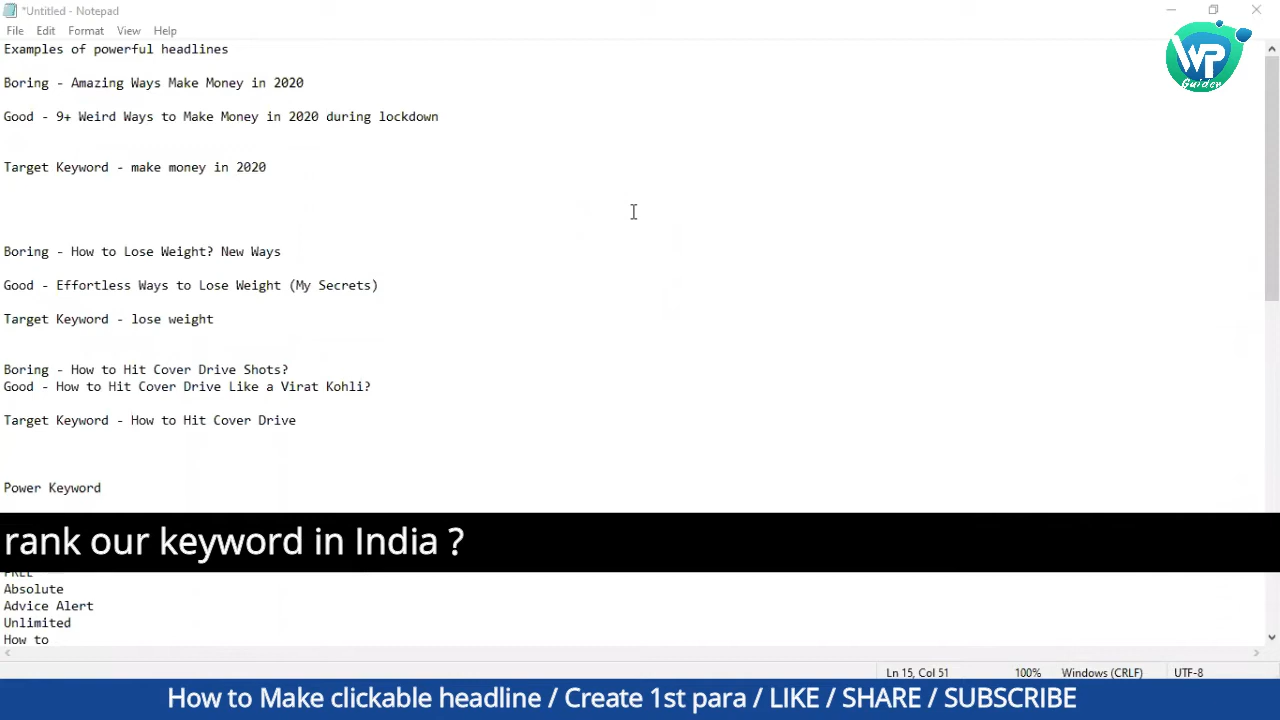 *Untitled - Notepad
File Edit Format View Help
Examples of powerful headlines
Boring - Amazing Ways Make Money in 2020
Good - 9+ Weird Ways to Make Money in 2020 during lockdown
Target Keyword - make money in 2020
Boring - How to Lose Weight? New Ways
Good - Effortless Ways to Lose Weight (My Secrets)
Target Keyword - lose weight
Boring - How to Hit Cover Drive Shots?
Good - How to Hit Cover Drive Like a Virat Kohli?
Target Keyword - How to Hit Cover Drive
Power Keyword
rank our keyword in India ?
Absolute
Advice Alert
Unlimited
How to
Ln 15, Col 51 100% Windows (CRLF) UTF-8
How to Make clickable headline / Create 1st para / LIKE / SHARE / SUBSCRIBE
WP
Guider